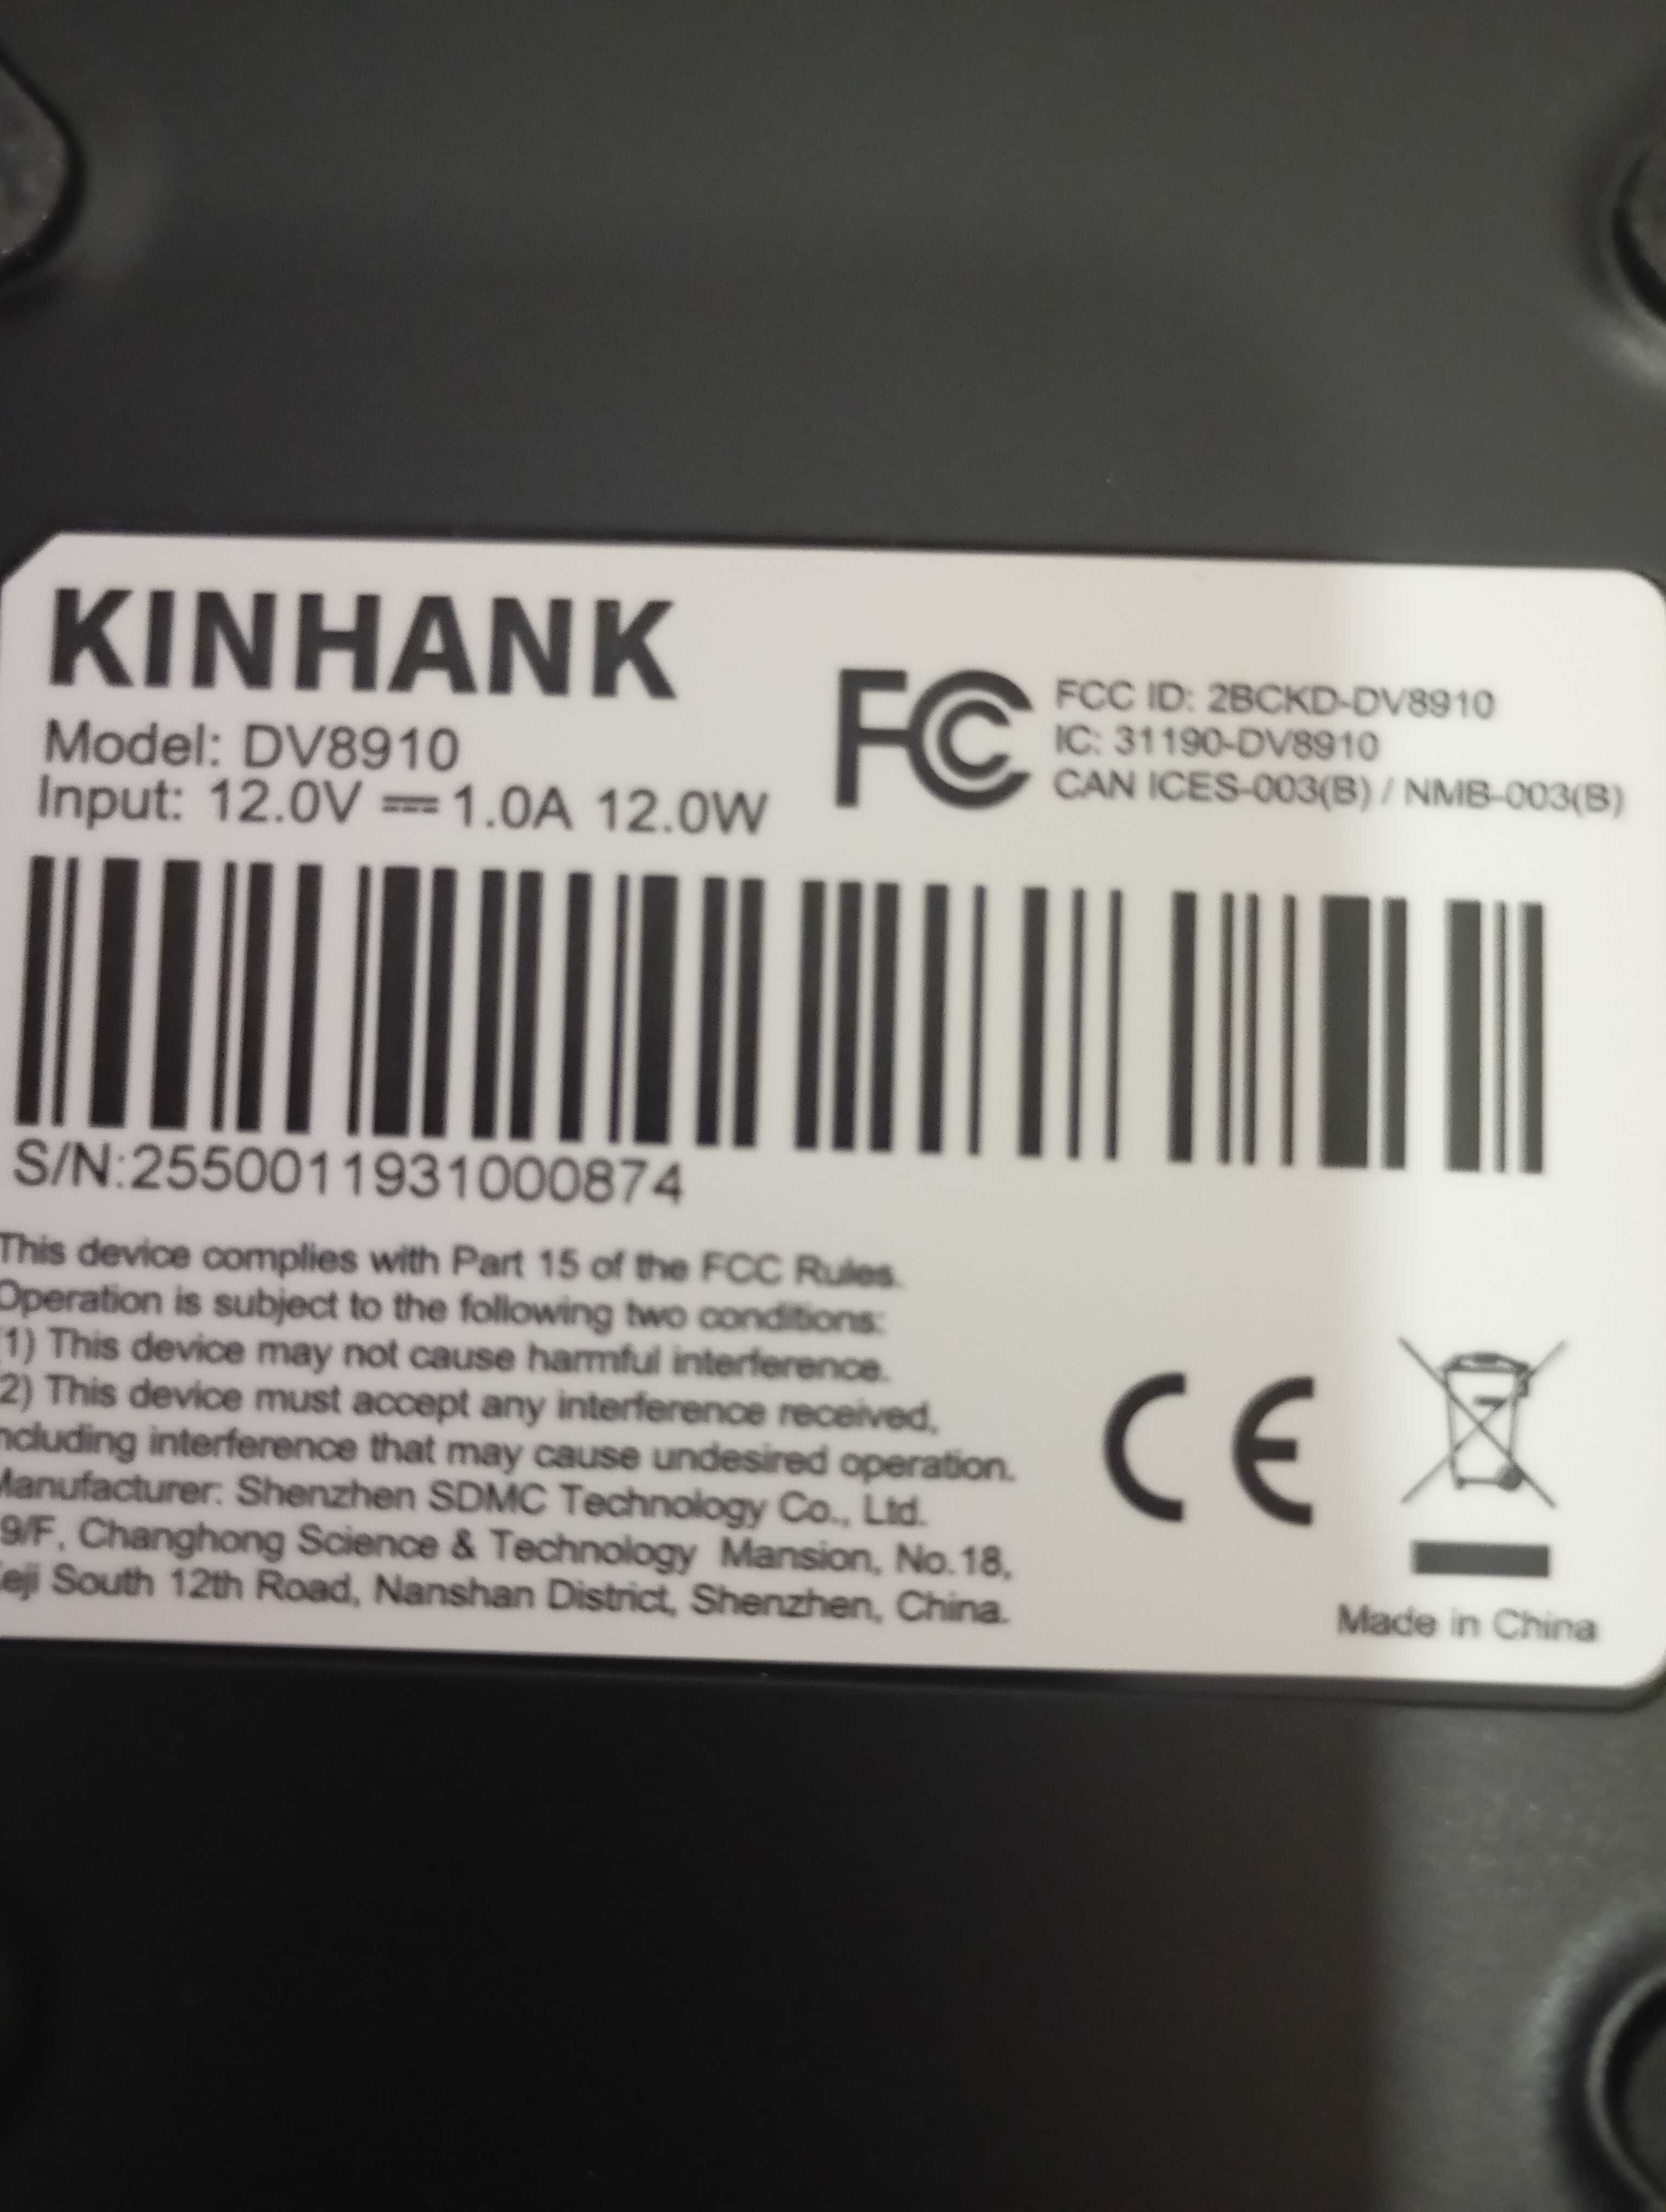 KINHANK
Model: DV8910
Input: 12.0V ⎓ 1.0A 12.0W
FC
FCC ID: 2BCKD-DV8910
IC: 31190-DV8910
CAN ICES-003(B) / NMB-003(B)
S/N:2550011931000874
This device complies with Part 15 of the FCC Rules.
Operation is subject to the following two conditions:
1) This device may not cause harmful interference.
2) This device must accept any interference received,
ncluding interference that may cause undesired operation.
Manufacturer: Shenzhen SDMC Technology Co., Ltd.
9/F, Changhong Science & Technology Mansion, No.18,
eji South 12th Road, Nanshan District, Shenzhen, China.
CE
Made in China